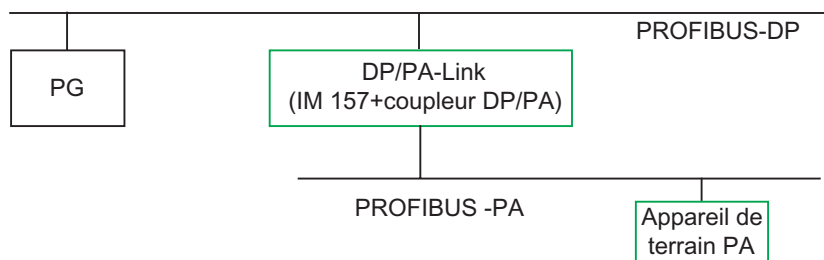 PROFIBUS-DP
PG
DP/PA-Link
(IM 157+coupleur DP/PA)
PROFIBUS -PA
Appareil de
terrain PA